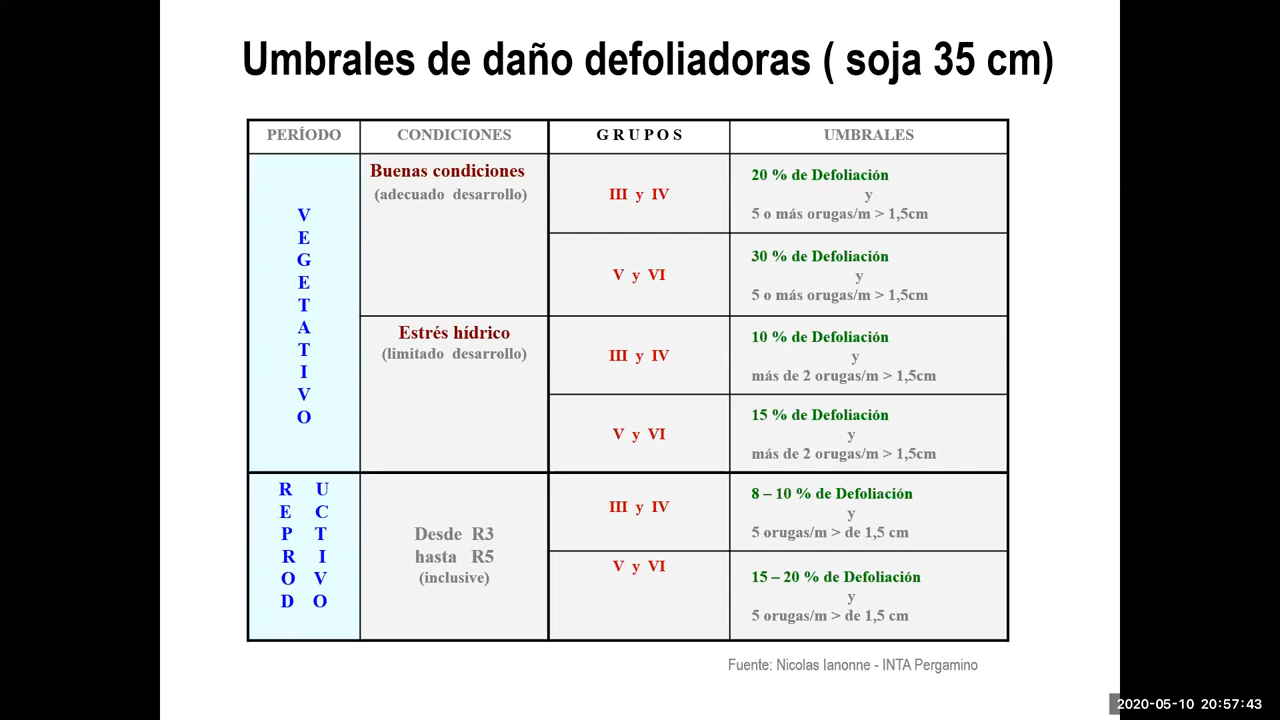 Umbrales de daño defoliadoras ( soja 35 cm)
PERÍODO CONDICIONES GRUPOS UMBRALES
VEGETATIVO
Buenas condiciones
(adecuado desarrollo)
III y IV
20 % de Defoliación
y
5 o más orugas/m > 1,5cm
V y VI
30 % de Defoliación
y
5 o más orugas/m > 1,5cm
Estrés hídrico
(limitado desarrollo)
III y IV
10 % de Defoliación
y
más de 2 orugas/m > 1,5cm
V y VI
15 % de Defoliación
y
más de 2 orugas/m > 1,5cm
REPRODUCTIVO
Desde R3
hasta R5
(inclusive)
III y IV
8 – 10 % de Defoliación
y
5 orugas/m > de 1,5 cm
V y VI
15 – 20 % de Defoliación
y
5 orugas/m > de 1,5 cm
Fuente: Nicolas Ianonne - INTA Pergamino
2020-05-10 20:57:43